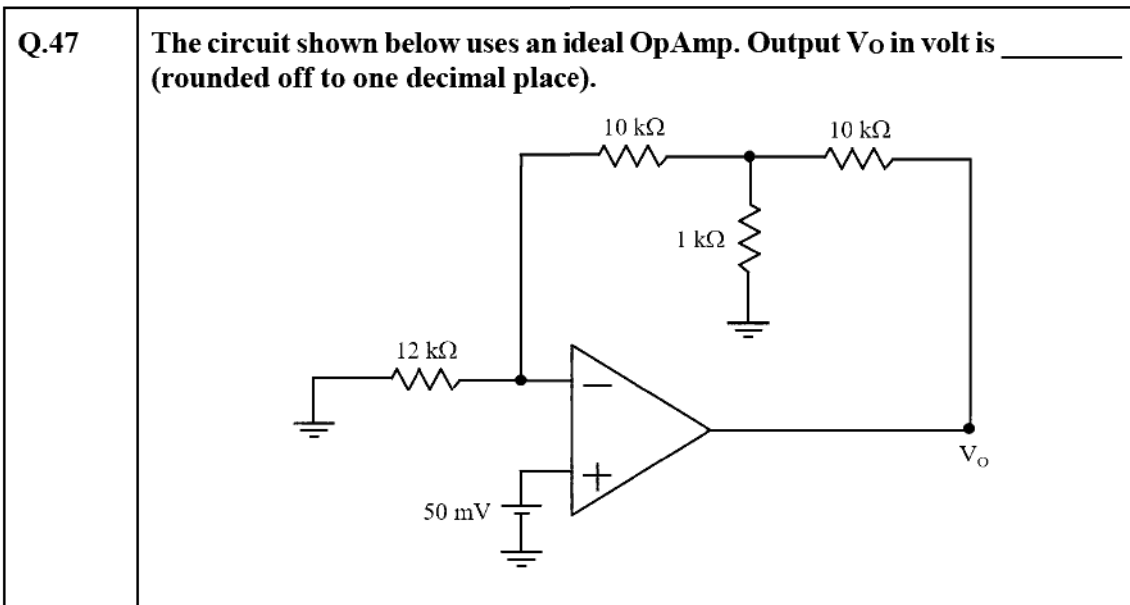 Q.47
The circuit shown below uses an ideal OpAmp. Output VO in volt is ________
(rounded off to one decimal place).
10 kΩ
10 kΩ
1 kΩ
12 kΩ
−
+
VO
50 mV